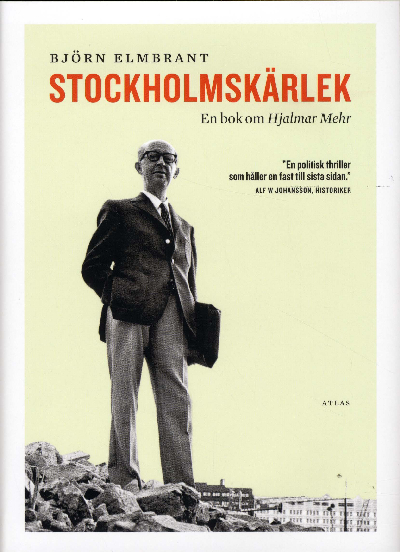 BJÖRN ELMBRANT
STOCKHOLMSKÄRLEK
En bok om Hjalmar Mehr
"En politisk thriller
som håller en fast till sista sidan."
ALF W JOHANSSON, HISTORIKER
ATLAS